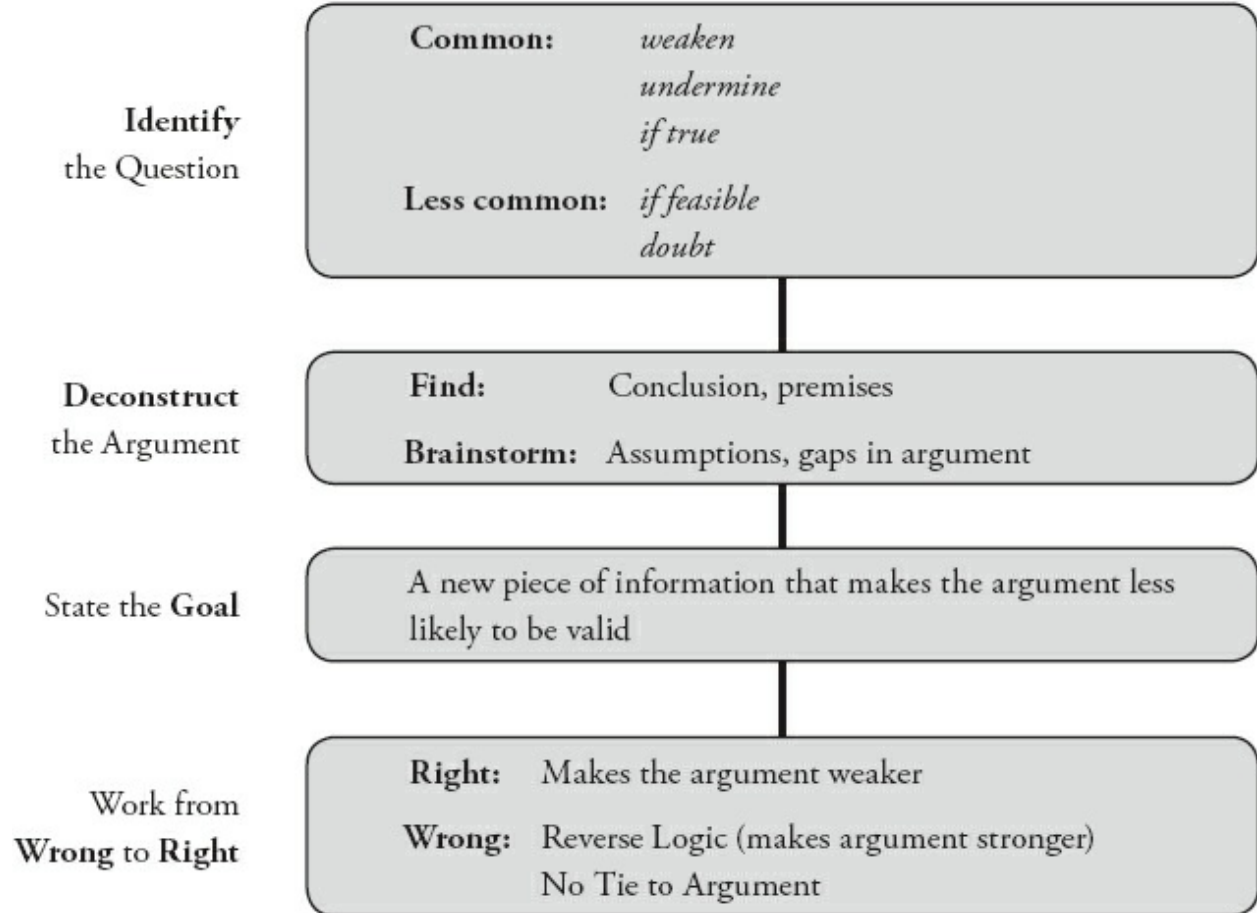 Identify
the Question
Common: weaken
undermine
if true
Less common: if feasible
doubt
Deconstruct
the Argument
Find: Conclusion, premises
Brainstorm: Assumptions, gaps in argument
State the Goal
A new piece of information that makes the argument less
likely to be valid
Work from
Wrong to Right
Right: Makes the argument weaker
Wrong: Reverse Logic (makes argument stronger)
No Tie to Argument